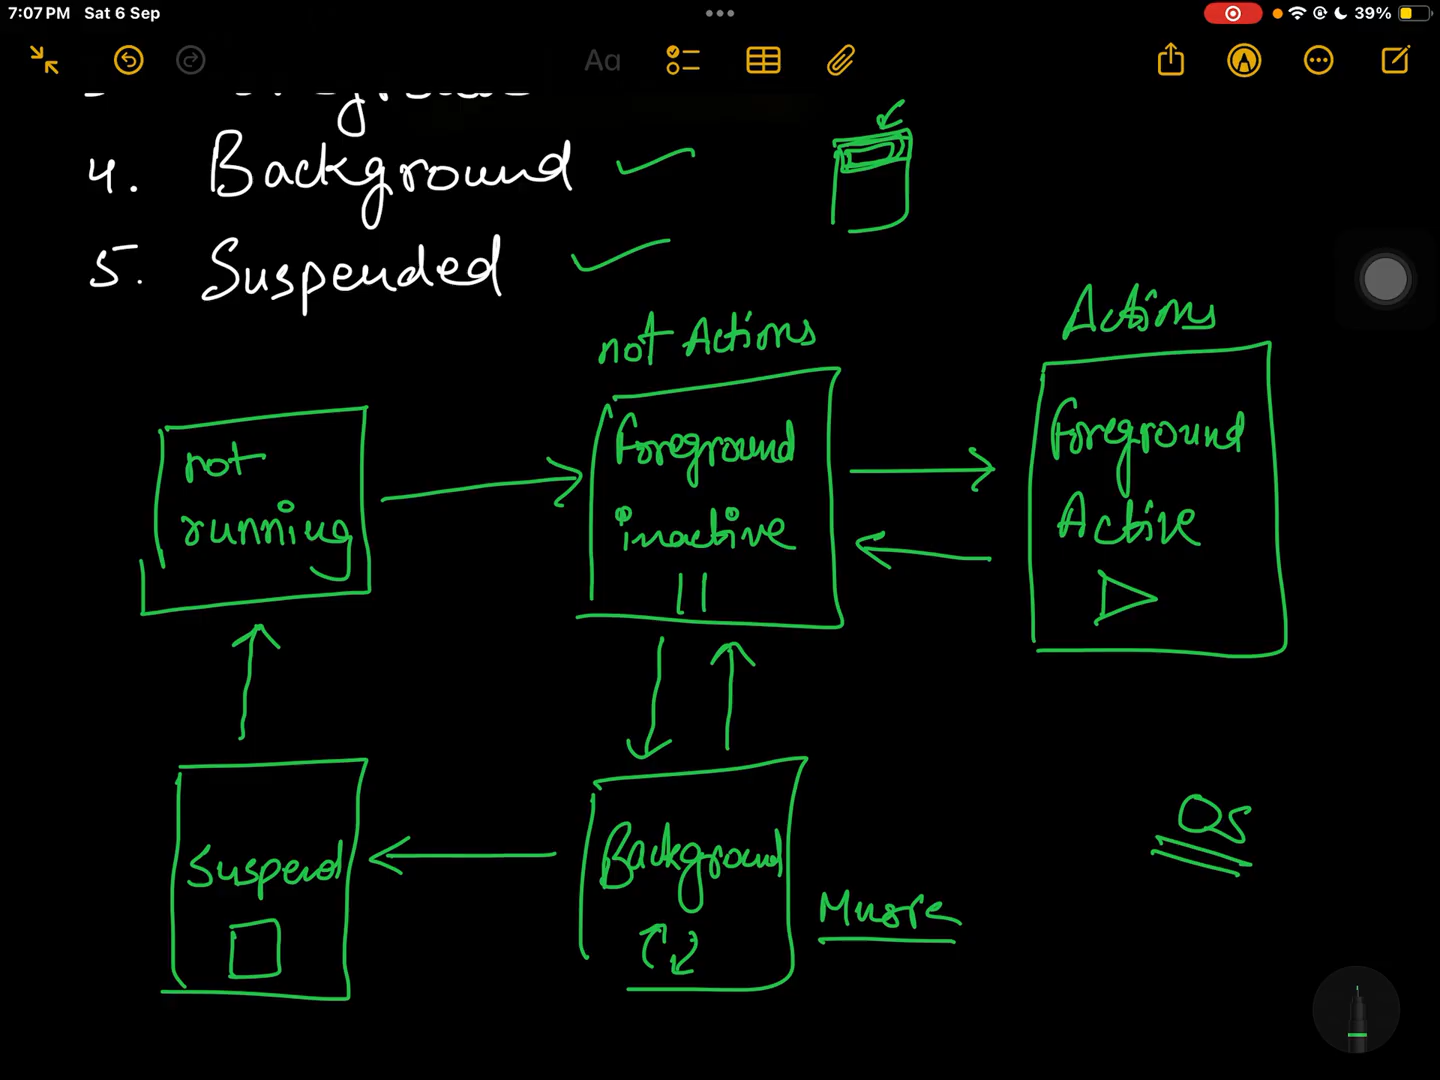 7:07 PM Sat 6 Sep
39%
Aa
4. Background
5. Suspended
not Actions
Actions
not
running
foreground
inactive
foreground
Active
Suspend
Background
OS